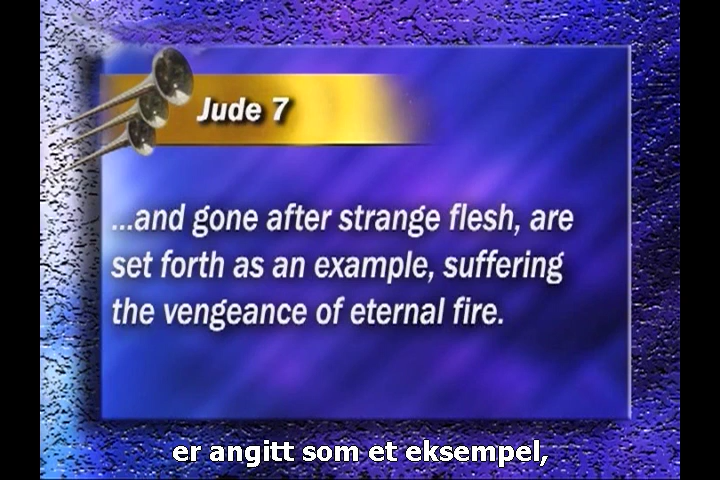 Jude 7
...and gone after strange flesh, are
set forth as an example, suffering
the vengeance of eternal fire.
er angitt som et eksempel,